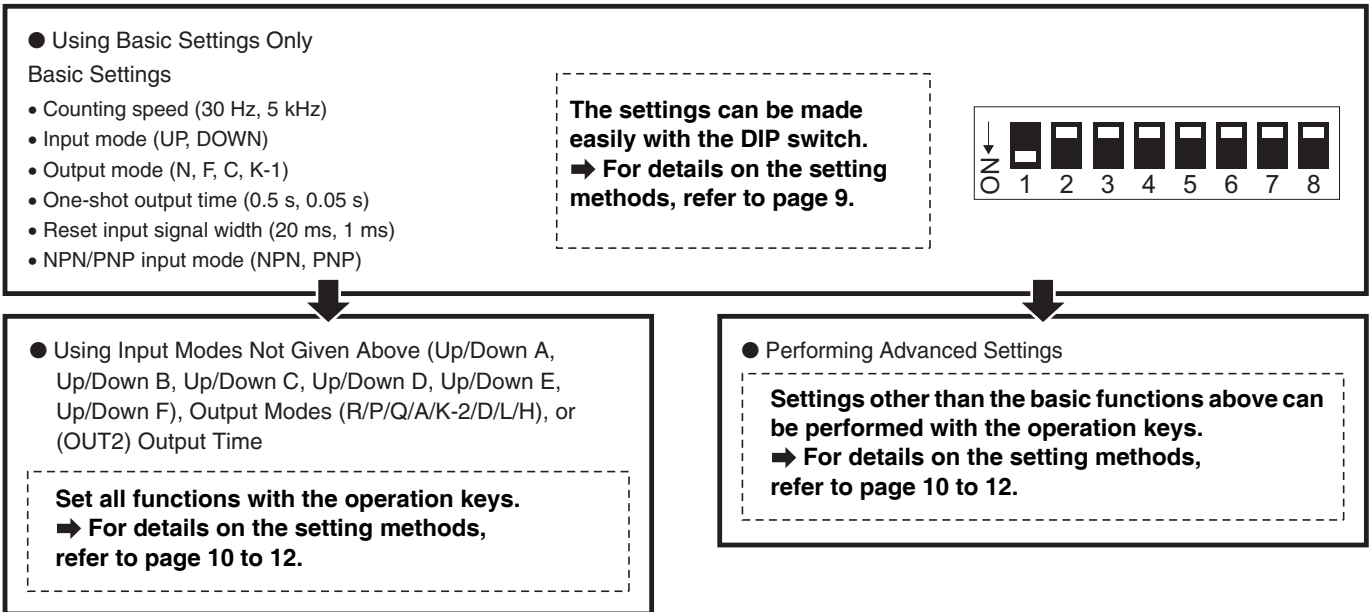 ● Using Basic Settings Only
Basic Settings
• Counting speed (30 Hz, 5 kHz)
• Input mode (UP, DOWN)
• Output mode (N, F, C, K-1)
• One-shot output time (0.5 s, 0.05 s)
• Reset input signal width (20 ms, 1 ms)
• NPN/PNP input mode (NPN, PNP)
The settings can be made
easily with the DIP switch.
➡ For details on the setting
methods, refer to page 9.
ON
1 2 3 4 5 6 7 8
● Using Input Modes Not Given Above (Up/Down A,
Up/Down B, Up/Down C, Up/Down D, Up/Down E,
Up/Down F), Output Modes (R/P/Q/A/K-2/D/L/H), or
(OUT2) Output Time
Set all functions with the operation keys.
➡ For details on the setting methods,
refer to page 10 to 12.
● Performing Advanced Settings
Settings other than the basic functions above can
be performed with the operation keys.
➡ For details on the setting methods,
refer to page 10 to 12.